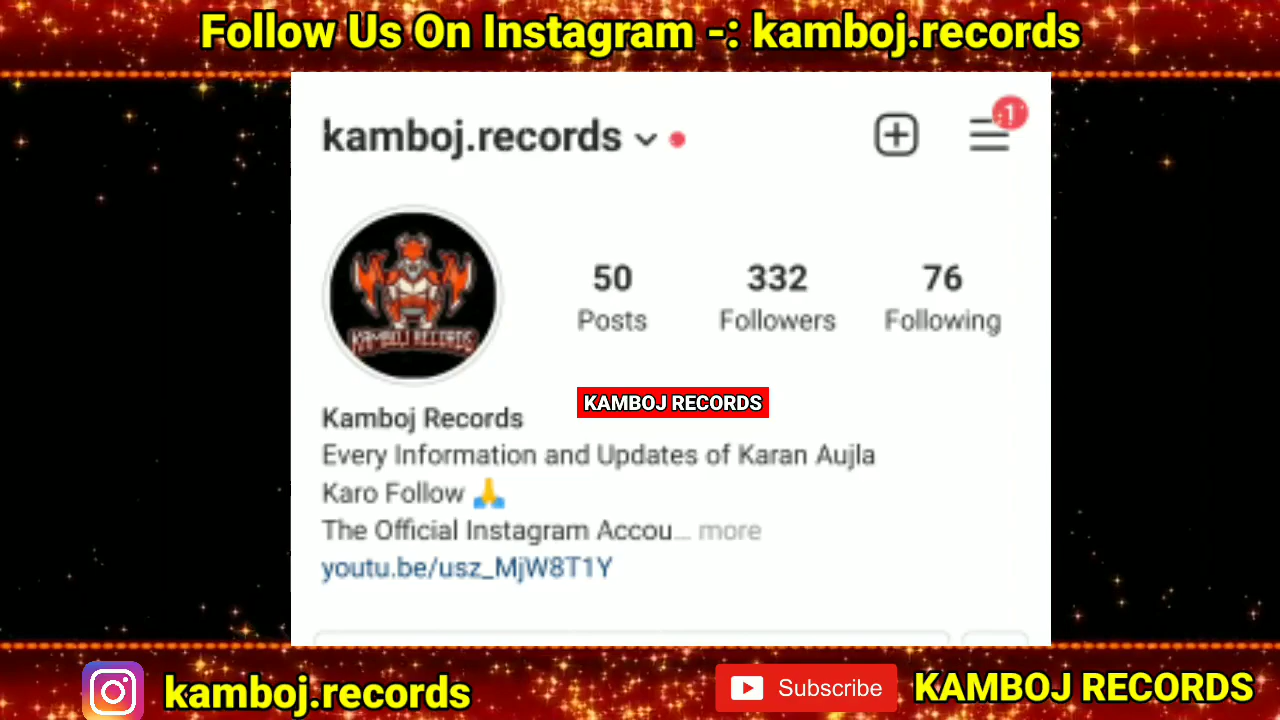 Follow Us On Instagram -: kamboj.records
kamboj.records
1
50 332 76
Posts Followers Following
KAMBOJ RECORDS
KAMBOJ RECORDS
Kamboj Records
Every Information and Updates of Karan Aujla
Karo Follow 🙏
The Official Instagram Accou... more
youtu.be/usz_MjW8T1Y
kamboj.records Subscribe KAMBOJ RECORDS